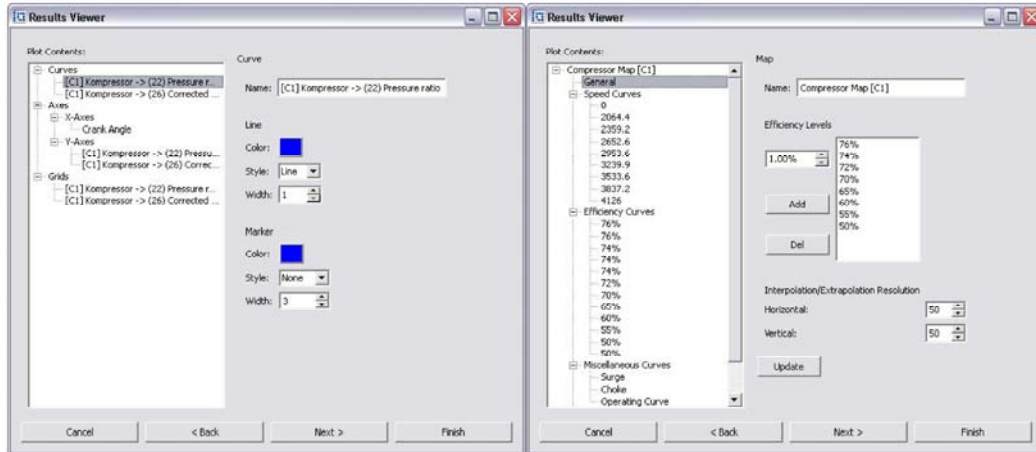 Results Viewer
Plot Contents:
Curves
[C1] Kompressor -> (22) Pressure r...
[C1] Kompressor -> (26) Corrected ...
Axes
X-Axes
Crank Angle
Y-Axes
[C1] Kompressor -> (22) Pressu...
[C1] Kompressor -> (26) Correc...
Grids
[C1] Kompressor -> (22) Pressure r...
[C1] Kompressor -> (26) Corrected ...
Curve
Name: [C1] Kompressor -> (22) Pressure ratio
Line
Color:
Style: Line
Width: 1
Marker
Color:
Style: None
Width: 3
Cancel
< Back
Next >
Finish
Results Viewer
Plot Contents:
Compressor Map [C1]
General
Speed Curves
0
2064.4
2359.2
2652.6
2953.6
3239.9
3533.6
3837.2
4126
Efficiency Curves
76%
76%
74%
74%
74%
72%
70%
65%
60%
55%
50%
50%
Miscellaneous Curves
Surge
Choke
Operating Curve
Map
Name: Compressor Map [C1]
Efficiency Levels
1.00%
Add
Del
76%
74%
72%
70%
65%
60%
55%
50%
Interpolation/Extrapolation Resolution
Horizontal: 50
Vertical: 50
Update
Cancel
< Back
Next >
Finish